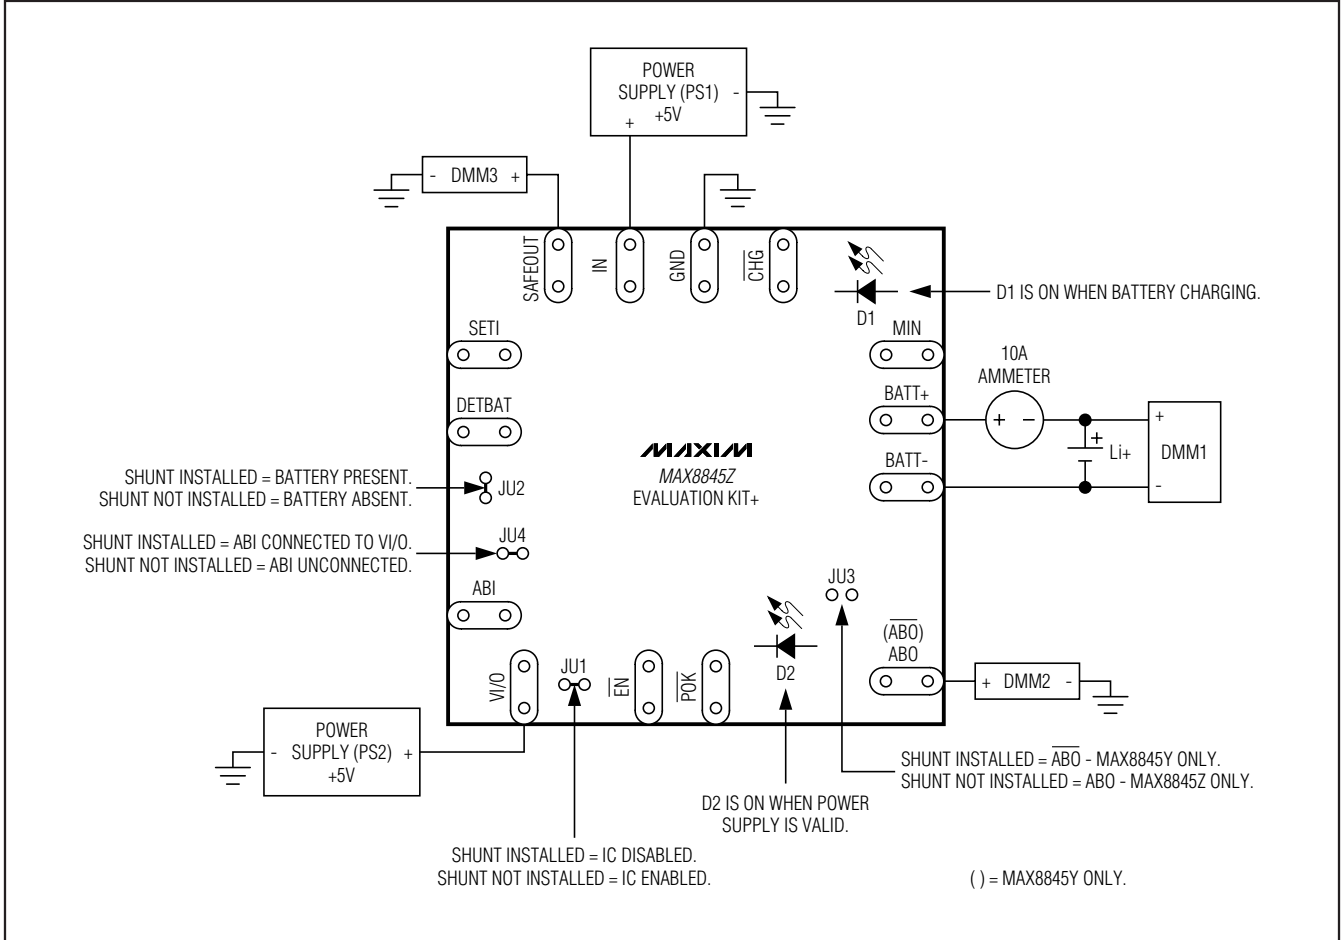 POWER
SUPPLY (PS1)
+5V
-
+
- DMM3 +
SAFEOUT
IN
GND
CHG
D1
D1 IS ON WHEN BATTERY CHARGING.
SETI
MIN
10A
AMMETER
+ -
DETBAT
BATT+
BATT-
+
Li+
+
DMM1
-
MAXIM
MAX8845Z
EVALUATION KIT+
SHUNT INSTALLED = BATTERY PRESENT.
SHUNT NOT INSTALLED = BATTERY ABSENT.
JU2
JU4
SHUNT INSTALLED = ABI CONNECTED TO VI/O.
SHUNT NOT INSTALLED = ABI UNCONNECTED.
ABI
JU3
(ABO)
ABO
D2
VI/O
JU1
EN
POK
+ DMM2 -
POWER
SUPPLY (PS2)
+5V
-
+
SHUNT INSTALLED = ABO - MAX8845Y ONLY.
SHUNT NOT INSTALLED = ABO - MAX8845Z ONLY.
D2 IS ON WHEN POWER
SUPPLY IS VALID.
SHUNT INSTALLED = IC DISABLED.
SHUNT NOT INSTALLED = IC ENABLED.
( ) = MAX8845Y ONLY.